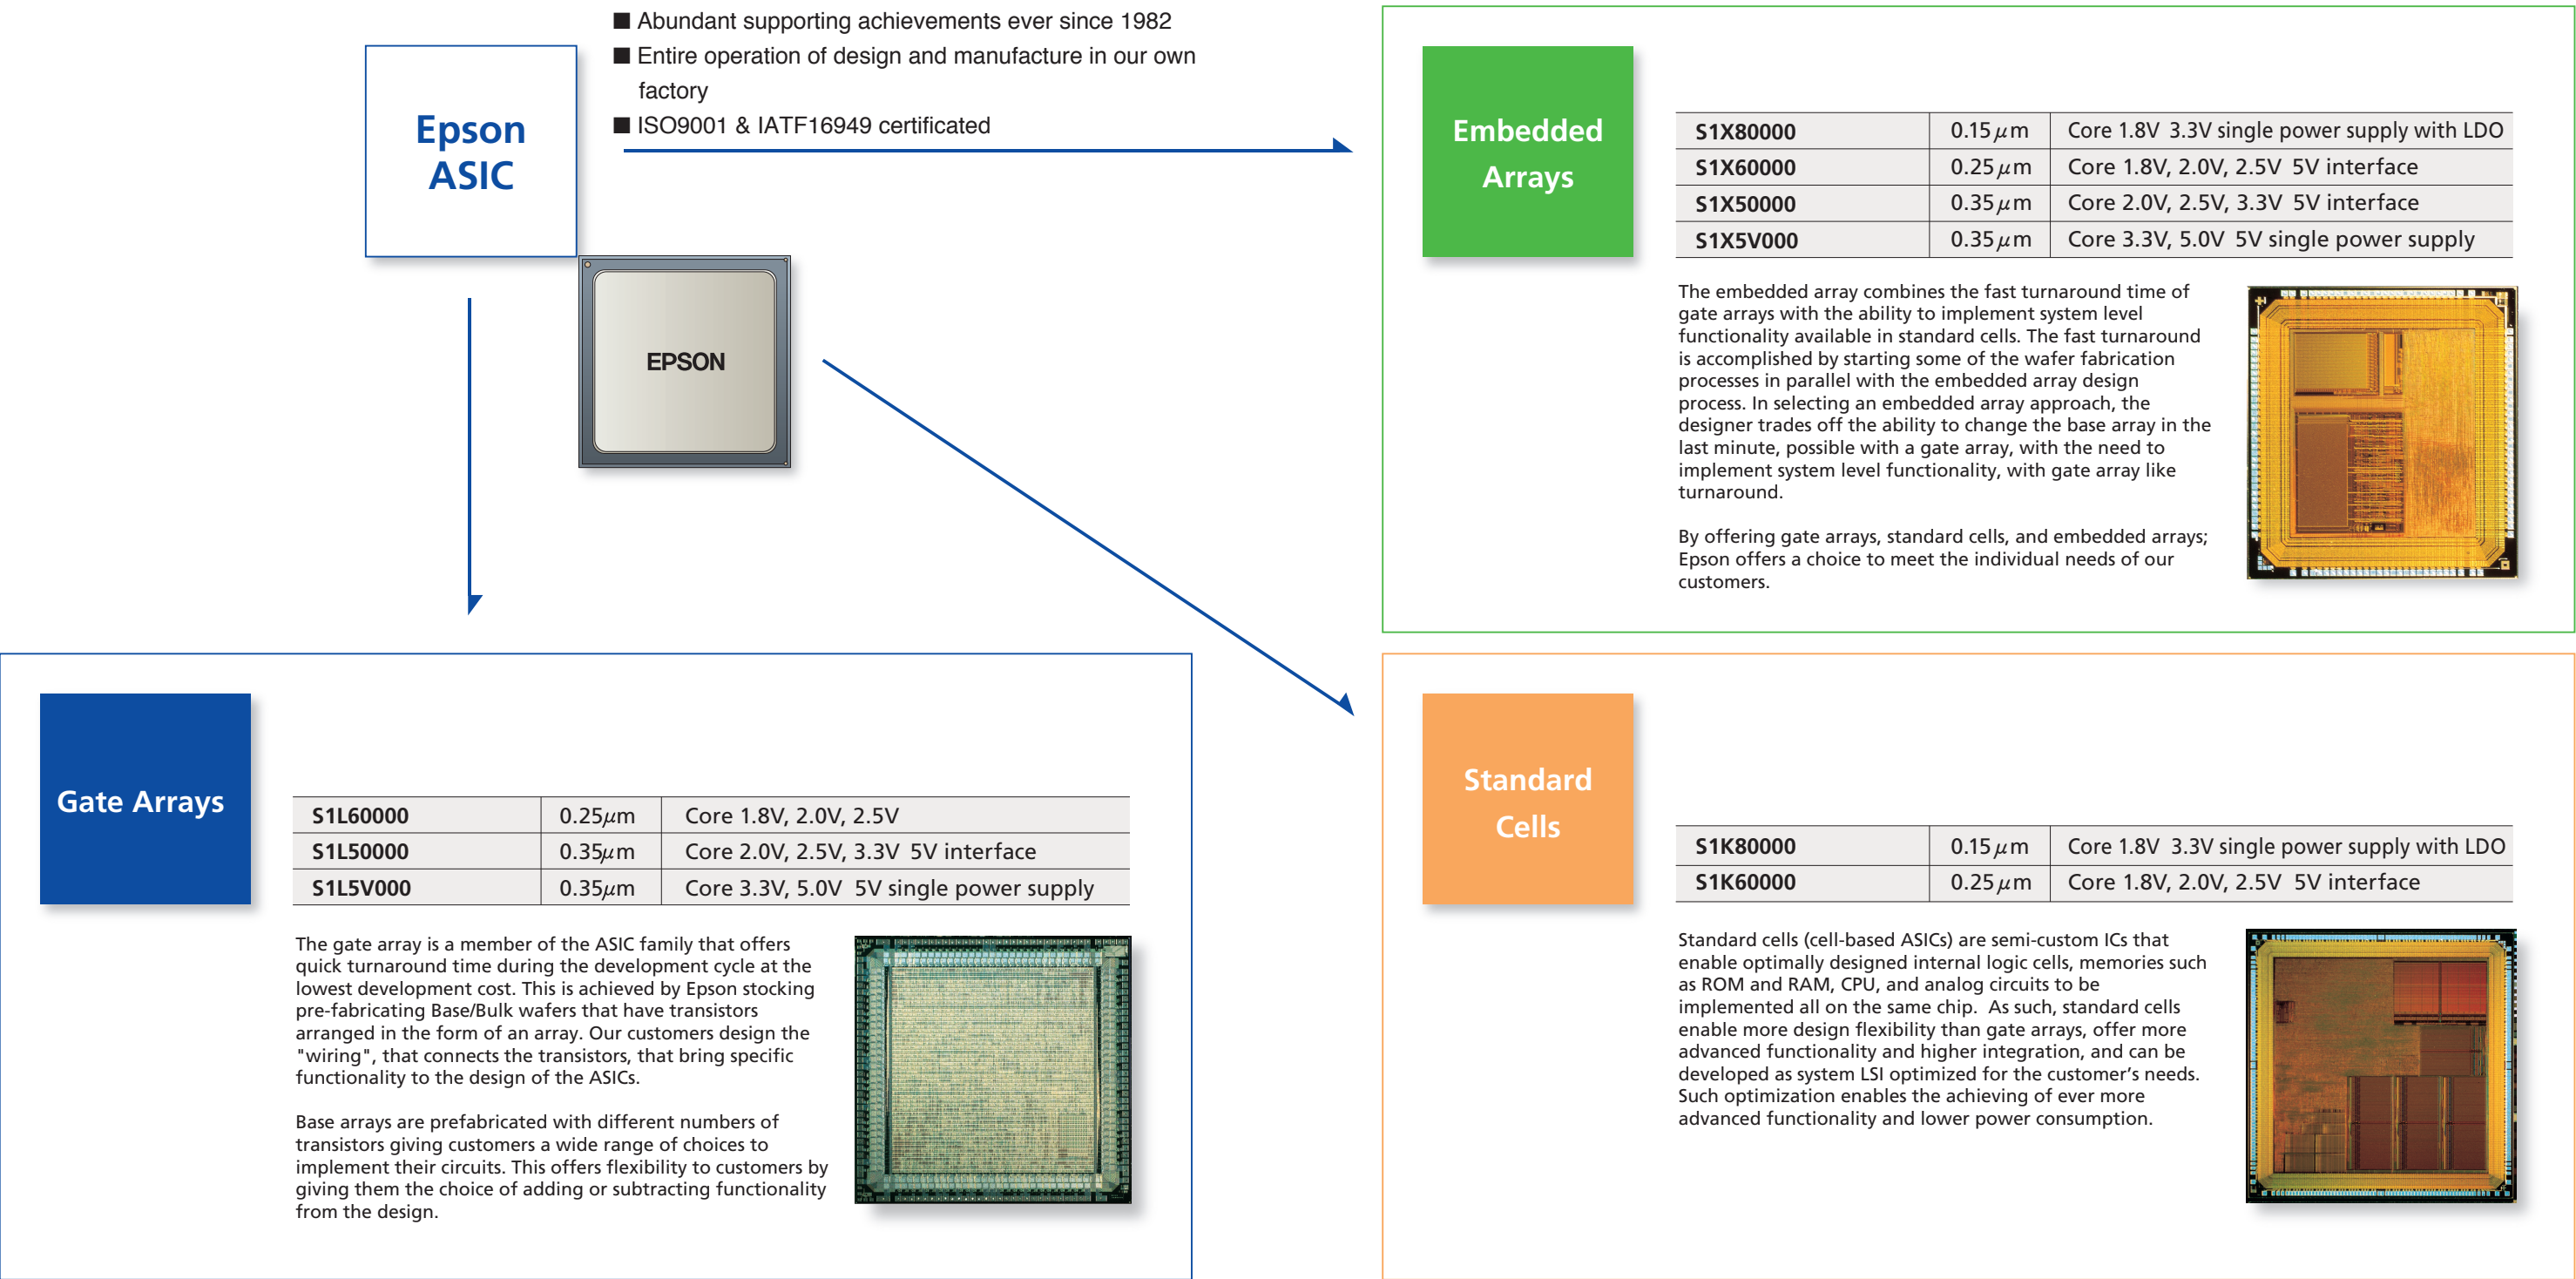 ■ Abundant supporting achievements ever since 1982
■ Entire operation of design and manufacture in our own
factory
■ ISO9001 & IATF16949 certificated
Epson
ASIC
EPSON
Embedded
Arrays
S1X80000 0.15μm Core 1.8V 3.3V single power supply with LDO
S1X60000 0.25μm Core 1.8V, 2.0V, 2.5V 5V interface
S1X50000 0.35μm Core 2.0V, 2.5V, 3.3V 5V interface
S1X5V000 0.35μm Core 3.3V, 5.0V 5V single power supply
The embedded array combines the fast turnaround time of
gate arrays with the ability to implement system level
functionality available in standard cells. The fast turnaround
is accomplished by starting some of the wafer fabrication
processes in parallel with the embedded array design
process. In selecting an embedded array approach, the
designer trades off the ability to change the base array in the
last minute, possible with a gate array, with the need to
implement system level functionality, with gate array like
turnaround.
By offering gate arrays, standard cells, and embedded arrays;
Epson offers a choice to meet the individual needs of our
customers.
Gate Arrays
S1L60000 0.25μm Core 1.8V, 2.0V, 2.5V
S1L50000 0.35μm Core 2.0V, 2.5V, 3.3V 5V interface
S1L5V000 0.35μm Core 3.3V, 5.0V 5V single power supply
The gate array is a member of the ASIC family that offers
quick turnaround time during the development cycle at the
lowest development cost. This is achieved by Epson stocking
pre-fabricating Base/Bulk wafers that have transistors
arranged in the form of an array. Our customers design the
"wiring", that connects the transistors, that bring specific
functionality to the design of the ASICs.
Base arrays are prefabricated with different numbers of
transistors giving customers a wide range of choices to
implement their circuits. This offers flexibility to customers by
giving them the choice of adding or subtracting functionality
from the design.
Standard
Cells
S1K80000 0.15μm Core 1.8V 3.3V single power supply with LDO
S1K60000 0.25μm Core 1.8V, 2.0V, 2.5V 5V interface
Standard cells (cell-based ASICs) are semi-custom ICs that
enable optimally designed internal logic cells, memories such
as ROM and RAM, CPU, and analog circuits to be
implemented all on the same chip. As such, standard cells
enable more design flexibility than gate arrays, offer more
advanced functionality and higher integration, and can be
developed as system LSI optimized for the customer’s needs.
Such optimization enables the achieving of ever more
advanced functionality and lower power consumption.